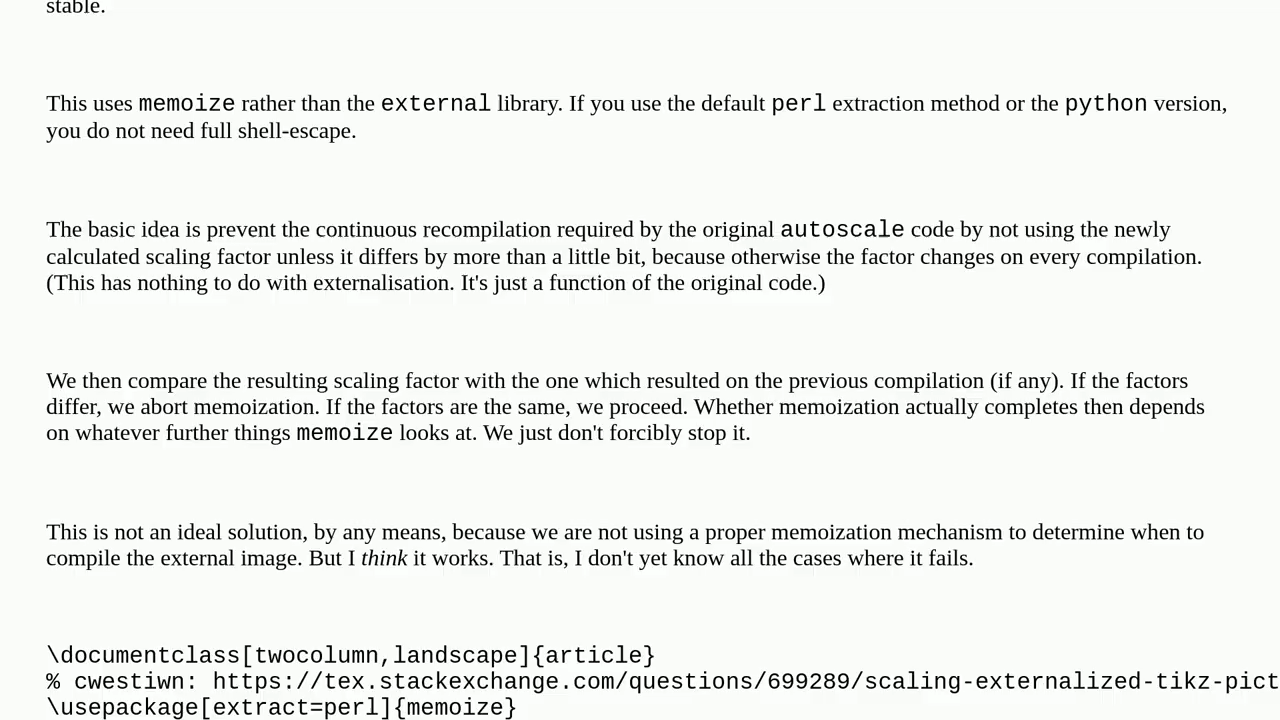 stable.
This uses memoize rather than the external library. If you use the default perl extraction method or the python version,
you do not need full shell-escape.
The basic idea is prevent the continuous recompilation required by the original autoscale code by not using the newly
calculated scaling factor unless it differs by more than a little bit, because otherwise the factor changes on every compilation.
(This has nothing to do with externalisation. It's just a function of the original code.)
We then compare the resulting scaling factor with the one which resulted on the previous compilation (if any). If the factors
differ, we abort memoization. If the factors are the same, we proceed. Whether memoization actually completes then depends
on whatever further things memoize looks at. We just don't forcibly stop it.
This is not an ideal solution, by any means, because we are not using a proper memoization mechanism to determine when to
compile the external image. But I think it works. That is, I don't yet know all the cases where it fails.
\documentclass[twocolumn,landscape]{article}
% cwestiwn: https://tex.stackexchange.com/questions/699289/scaling-externalized-tikz-pict
\usepackage[extract=perl]{memoize}